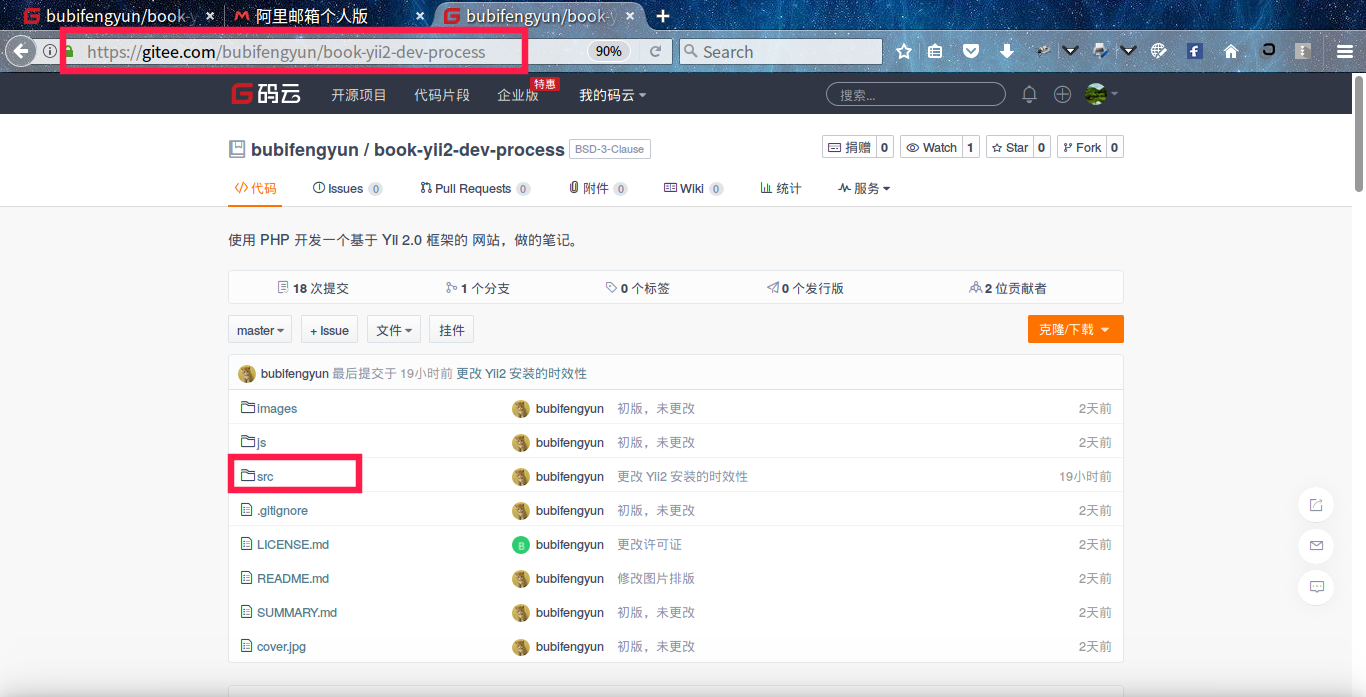 bubifengyun/book-y × 阿里邮箱个人版 × bubifengyun/book-y × +
https://gitee.com/bubifengyun/book-yii2-dev-process 90% Search
码云 开源项目 代码片段 企业版 特惠 我的码云 搜索...
bubifengyun / book-yii2-dev-process BSD-3-Clause 捐赠 0 Watch 1 Star 0 Fork 0
代码 Issues 0 Pull Requests 0 附件 0 Wiki 0 统计 服务
使用 PHP 开发一个基于 YII 2.0 框架的 网站，做的笔记。
18 次提交 1 个分支 0 个标签 0 个发行版 2 位贡献者
master + Issue 文件 挂件 克隆/下载
bubifengyun 最后提交于 19小时前 更改 YII2 安装的时效性
images bubifengyun 初版，未更改 2天前
js bubifengyun 初版，未更改 2天前
src bubifengyun 更改 YII2 安装的时效性 19小时前
.gitignore bubifengyun 初版，未更改 2天前
LICENSE.md B bubifengyun 更改许可证 2天前
README.md bubifengyun 修改图片排版 2天前
SUMMARY.md bubifengyun 初版，未更改 2天前
cover.jpg bubifengyun 初版，未更改 2天前